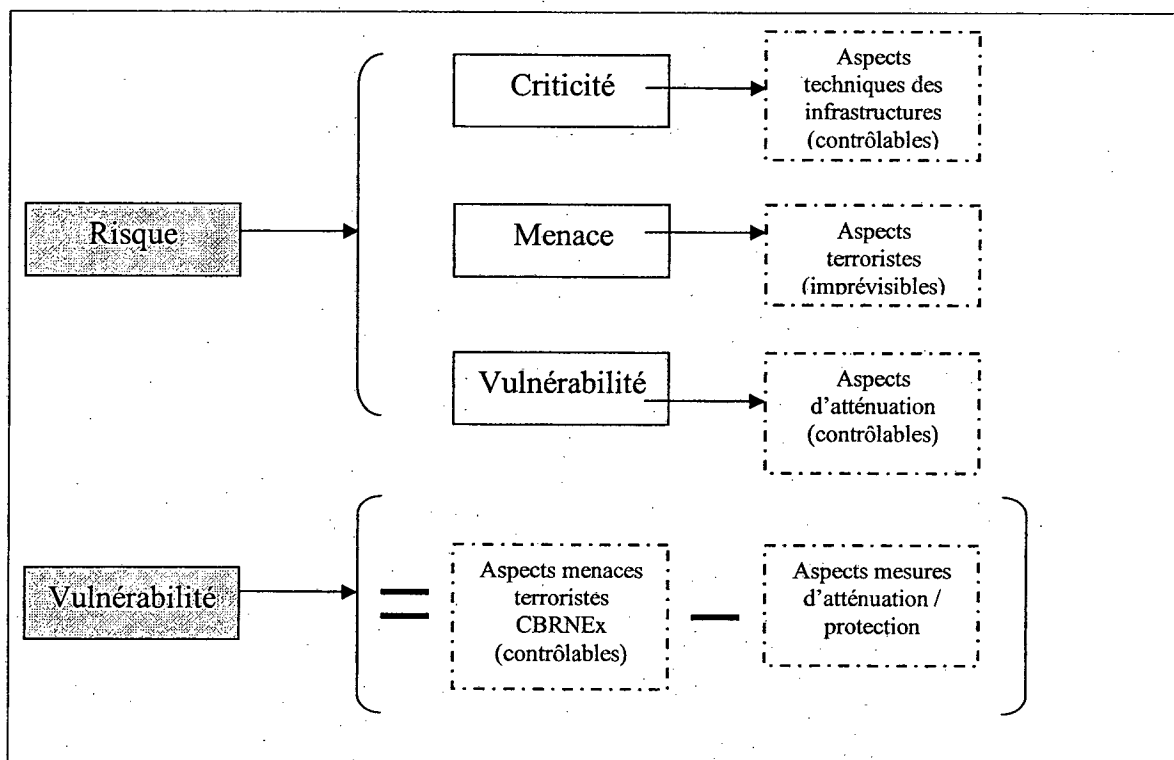 Criticité
Aspects
techniques des
infrastructures
(contrôlables)
Risque
Menace
Aspects
terroristes
(imprévisibles)
Vulnérabilité
Aspects
d'atténuation
(contrôlables)
Vulnérabilité
=
Aspects menaces
terroristes
CBRNEx
(contrôlables)
–
Aspects mesures
d'atténuation /
protection